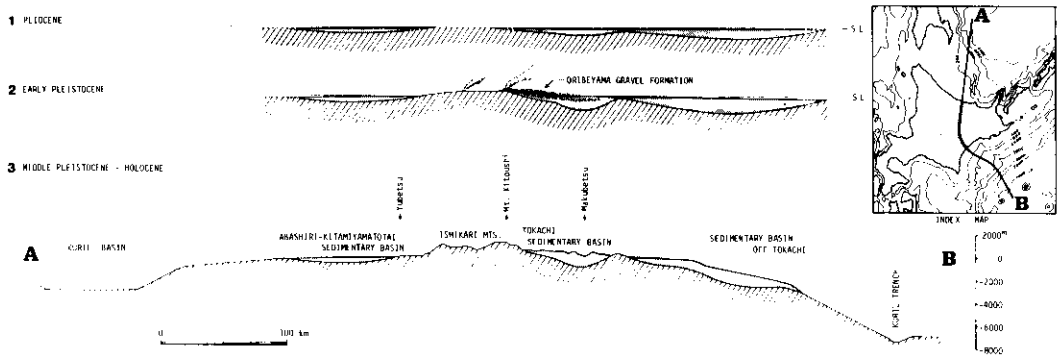 1 PLIOCENE
S L
2 EARLY PLEISTOCENE
ORIBEYAMA GRAVEL FORMATION
S L
3 MIDDLE PLEISTOCENE - HOLOCENE
Yubetsu
Mt. Kitoushi
Makubetsu
A
KURIL BASIN
ABASHIRI-KITAMIYAMATOTAI
SEDIMENTARY BASIN
ISHIKARI MTS.
TOKACHI
SEDIMENTARY BASIN
SEDIMENTARY BASIN
OFF TOKACHI
KURIL TRENCH
B
0 100 km
A
B
INDEX MAP
2000m
0
-2000
-4000
-6000
-8000